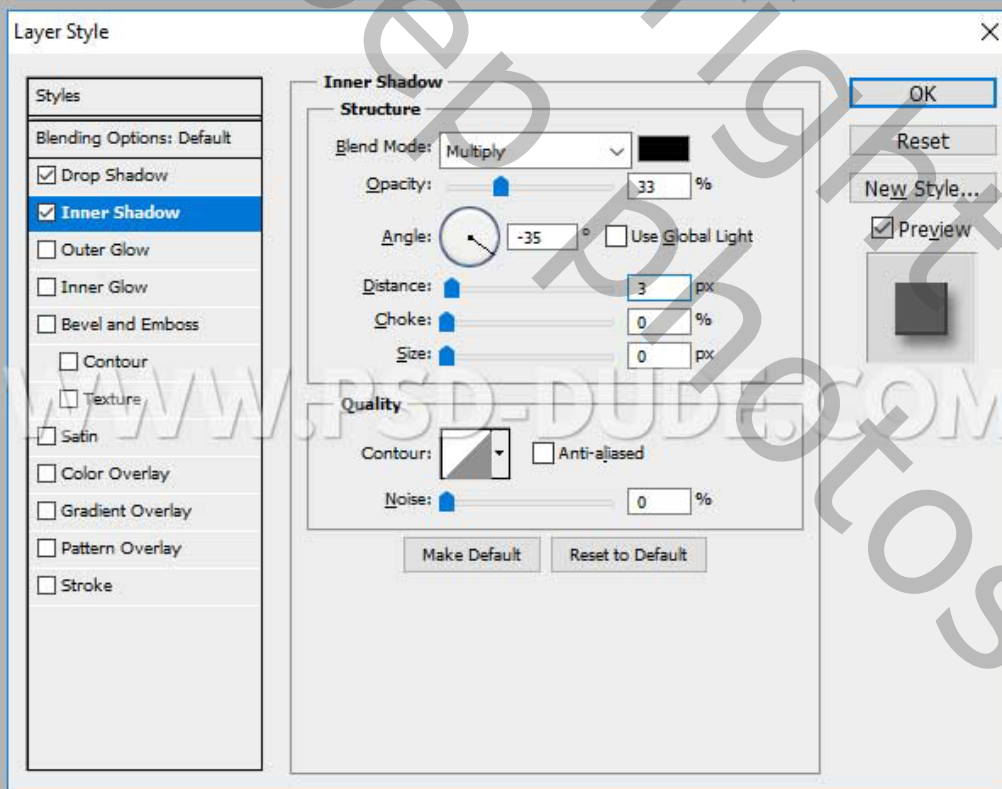 Layer Style
Styles
Blending Options: Default
Drop Shadow
Inner Shadow
Outer Glow
Inner Glow
Bevel and Emboss
Contour
Texture
Satin
Color Overlay
Gradient Overlay
Pattern Overlay
Stroke
Inner Shadow
Structure
Blend Mode: Multiply
Opacity: 33 %
Angle: -35 ° Use Global Light
Distance: 3 px
Choke: 0 %
Size: 0 px
Quality
Contour: Anti-aliased
Noise: 0 %
Make Default Reset to Default
OK
Reset
New Style...
Preview
WWW.PSD-DUDE.COM
right
photos